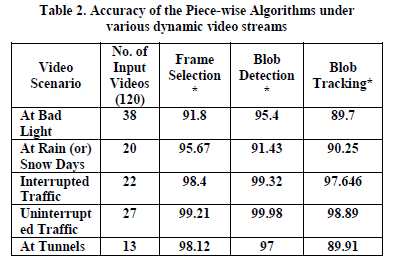 Table 2. Accuracy of the Piece-wise Algorithms under
various dynamic video streams
Video Scenario | No. of Input Videos (120) | Frame Selection * | Blob Detection * | Blob Tracking*
At Bad Light | 38 | 91.8 | 95.4 | 89.7
At Rain (or) Snow Days | 20 | 95.67 | 91.43 | 90.25
Interrupted Traffic | 22 | 98.4 | 99.32 | 97.646
Uninterrupt ed Traffic | 27 | 99.21 | 99.98 | 98.89
At Tunnels | 13 | 98.12 | 97 | 89.91